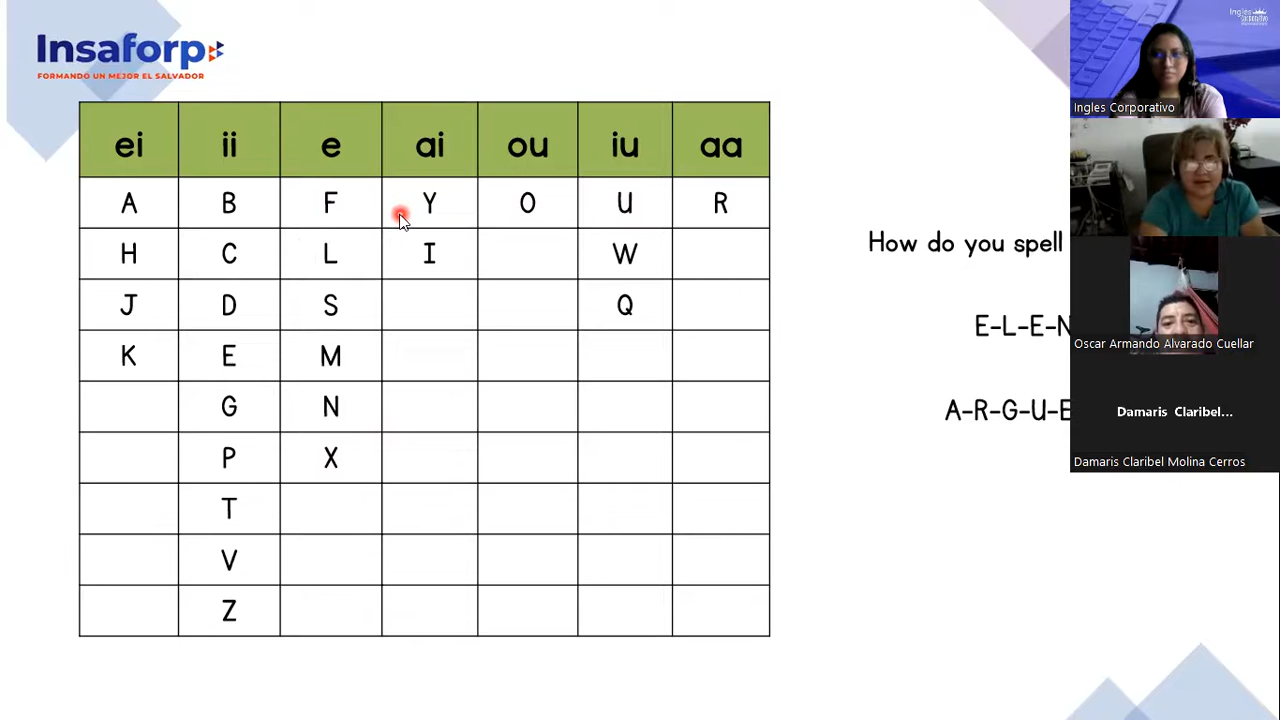 Insaforp
FORMANDO UN MEJOR EL SALVADOR
ei ii e ai ou iu aa
A B F Y O U R
H C L I W
J D S Q
K E M
G N
P X
T
V
Z
How do you spell
E-L-E-N
A-R-G-U-E
Ingles
Ingles Corporativo
Oscar Armando Alvarado Cuellar
Damaris Claribel...
Damaris Claribel Molina Cerros